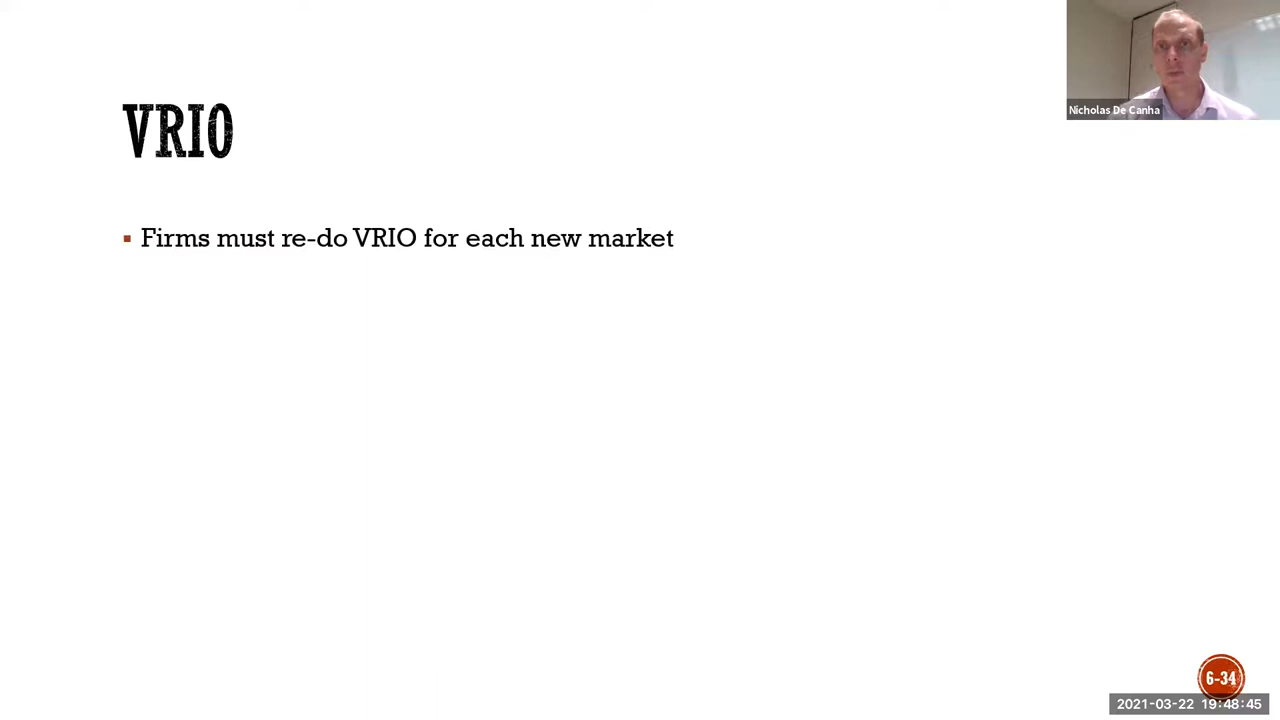 Nicholas De Canha
VRIO
▪ Firms must re-do VRIO for each new market
6-34
2021-03-22 19:48:45